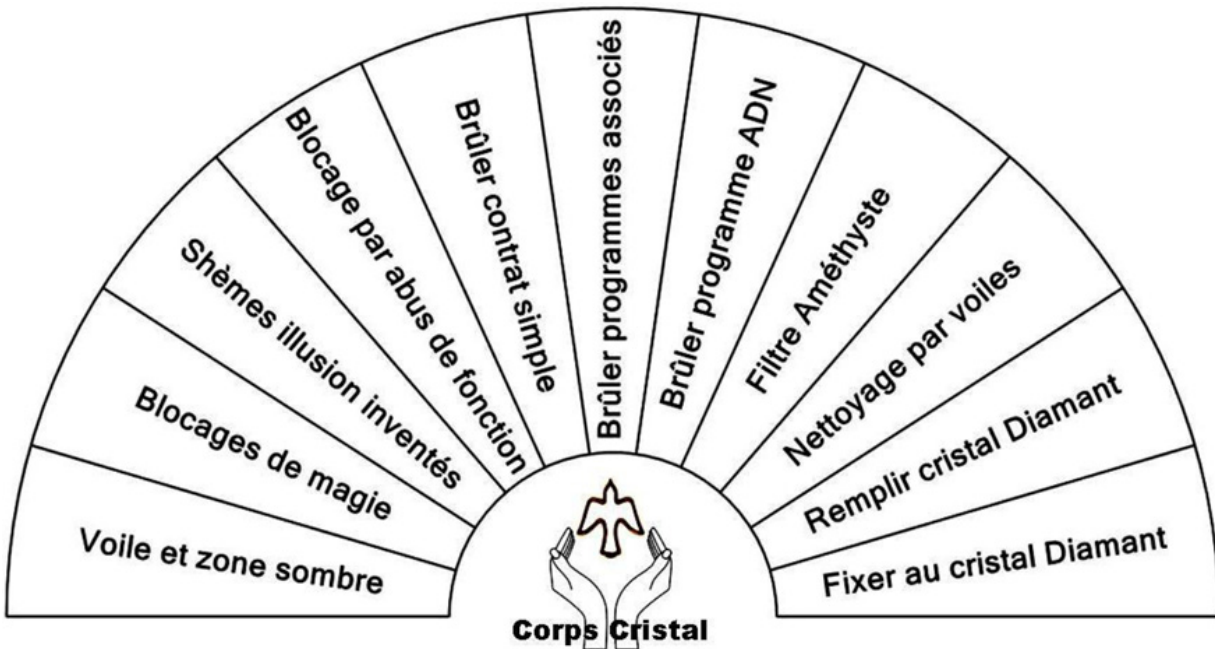 Voile et zone sombre
Blocages de magie
Shèmes illusion inventés
Blocage par abus de fonction
Brûler contrat simple
Brûler programmes associés
Brûler programme ADN
Filtre Améthyste
Nettoyage par voiles
Remplir cristal Diamant
Fixer au cristal Diamant
Corps Cristal